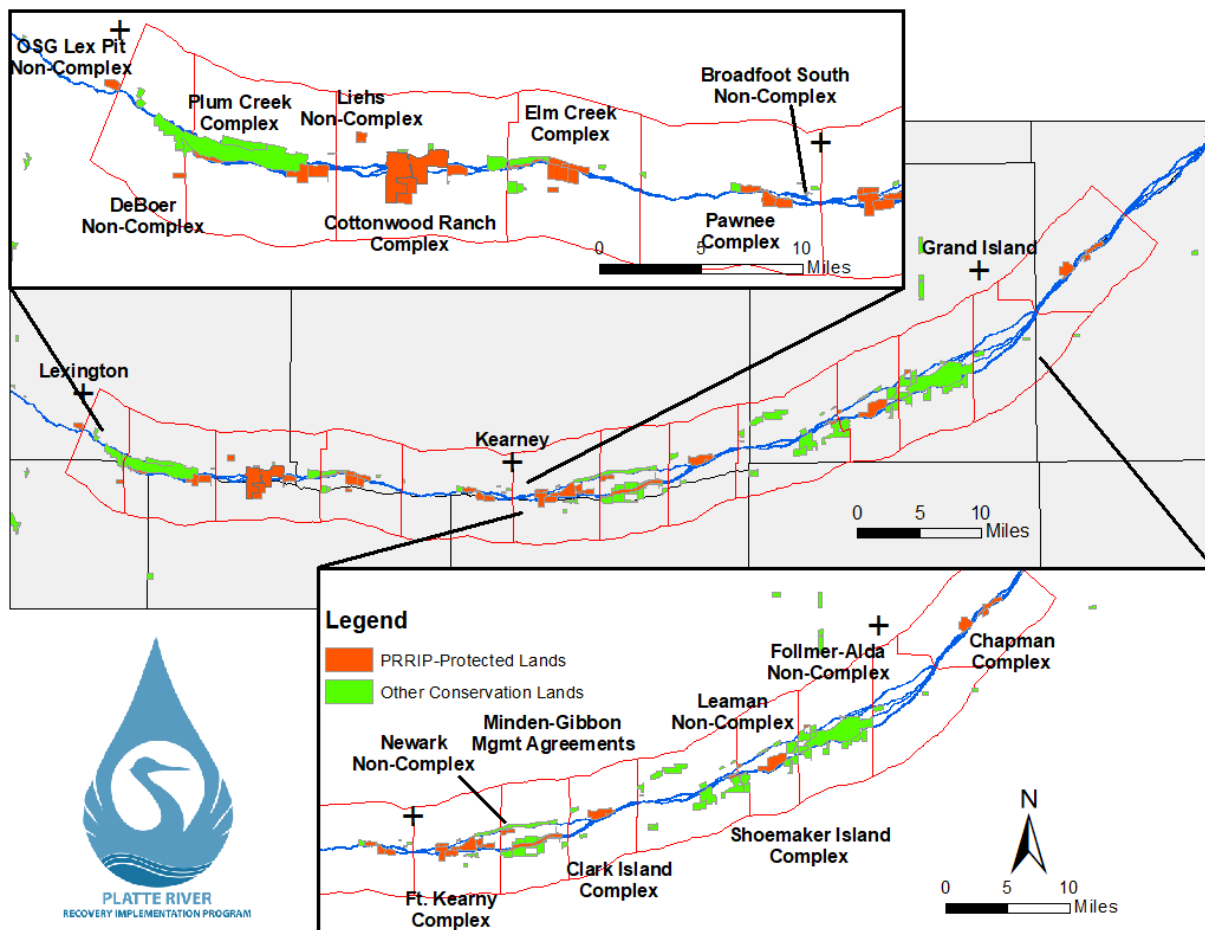 OSG Lex Pit
Non-Complex
Plum Creek
Complex
Liehs
Non-Complex
Elm Creek
Complex
Broadfoot South
Non-Complex
DeBoer
Non-Complex
Cottonwood Ranch
Complex
Pawnee
Complex
0 5 10
Miles
Grand Island
Lexington
Kearney
0 5 10
Miles
Legend
PRRIP-Protected Lands
Other Conservation Lands
Follmer-Alda
Non-Complex
Chapman
Complex
Leaman
Non-Complex
Minden-Gibbon
Mgmt Agreements
Newark
Non-Complex
Shoemaker Island
Complex
Clark Island
Complex
Ft. Kearny
Complex
N
0 5 10 Miles
PLATTE RIVER
RECOVERY IMPLEMENTATION PROGRAM